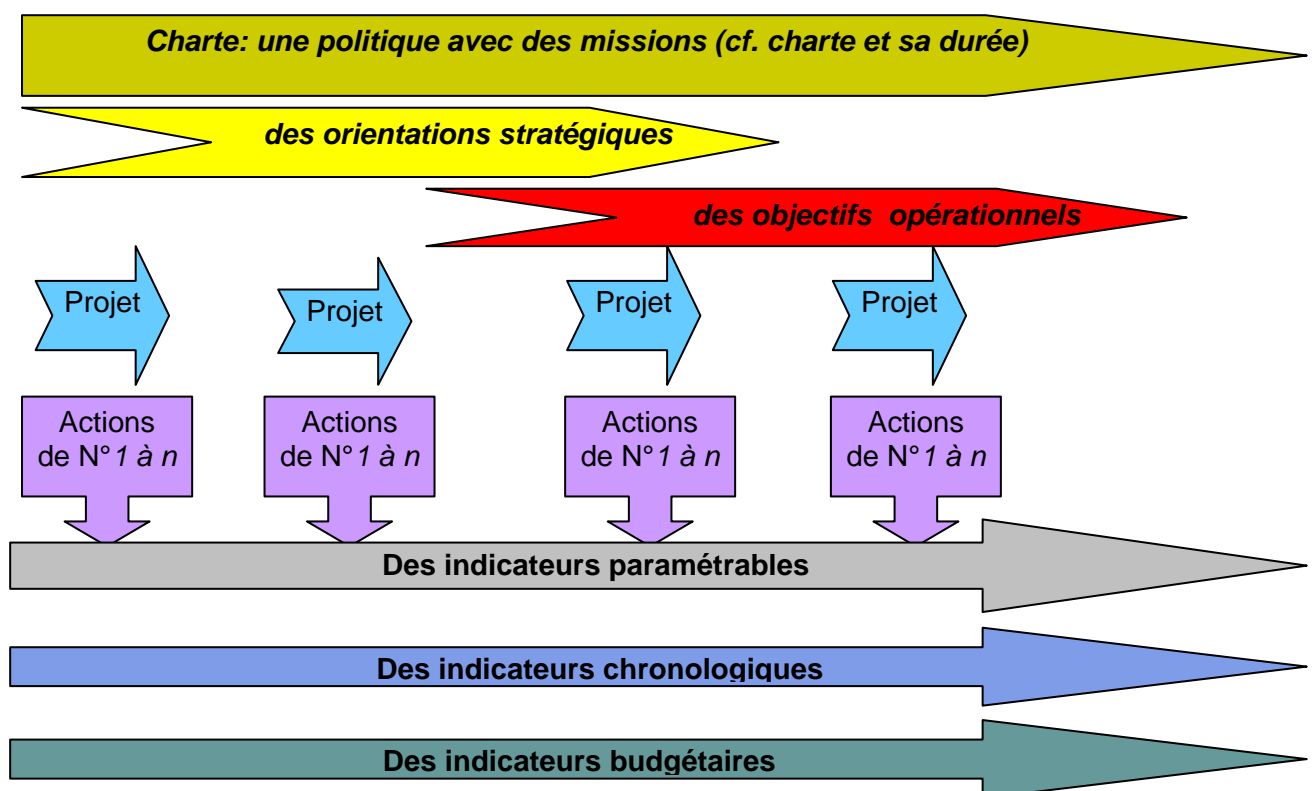 Charte: une politique avec des missions (cf. charte et sa durée)
des orientations stratégiques
des objectifs opérationnels
Projet
Projet
Projet
Projet
Actions
de N°1 à n
Actions
de N°1 à n
Actions
de N°1 à n
Actions
de N°1 à n
Des indicateurs paramétrables
Des indicateurs chronologiques
Des indicateurs budgétaires